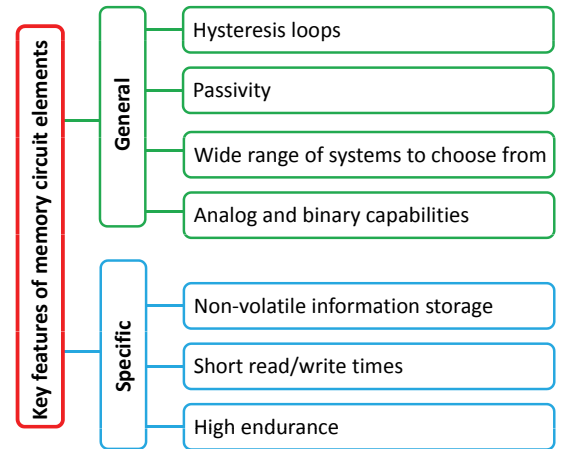 Key features of memory circuit elements
General
Hysteresis loops
Passivity
Wide range of systems to choose from
Analog and binary capabilities
Specific
Non-volatile information storage
Short read/write times
High endurance